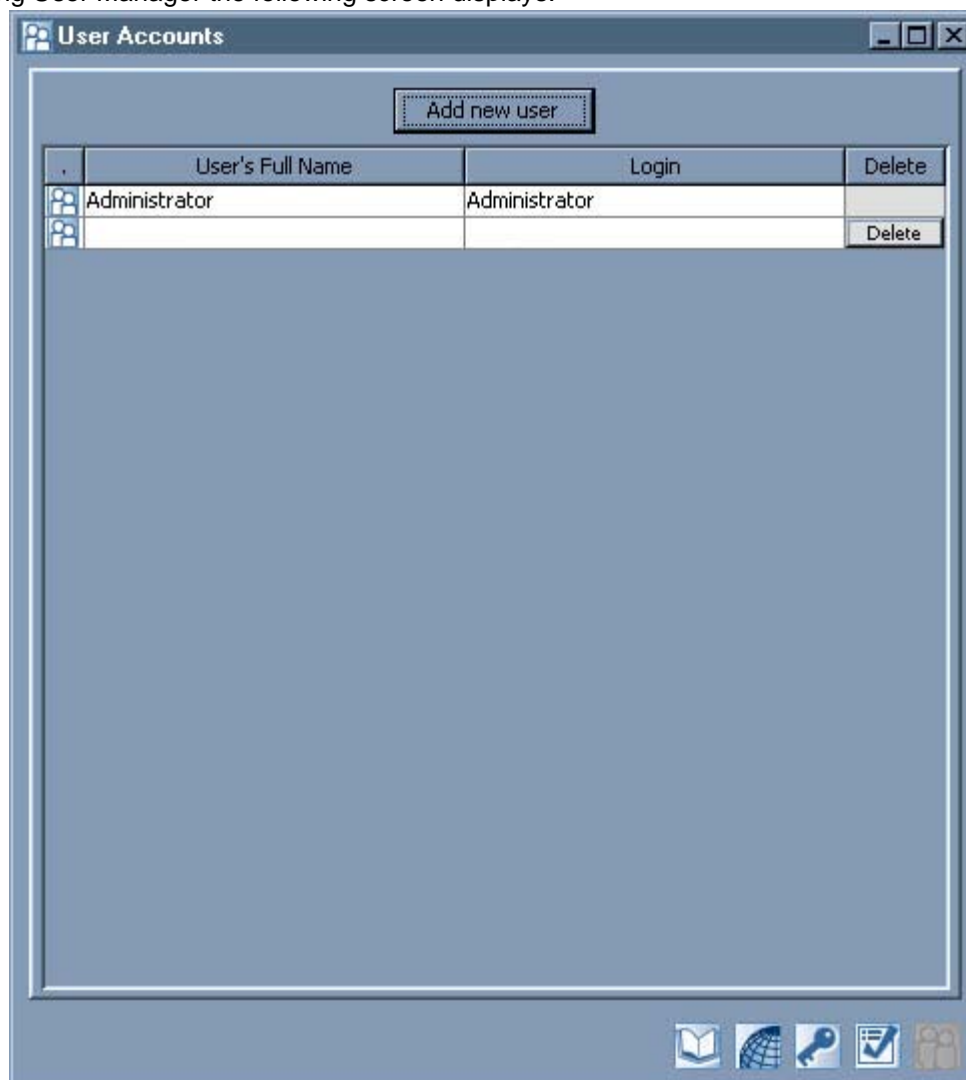 User Manager the following screen displays.
User Accounts
Add new user
. User's Full Name Login Delete
Administrator Administrator
Delete